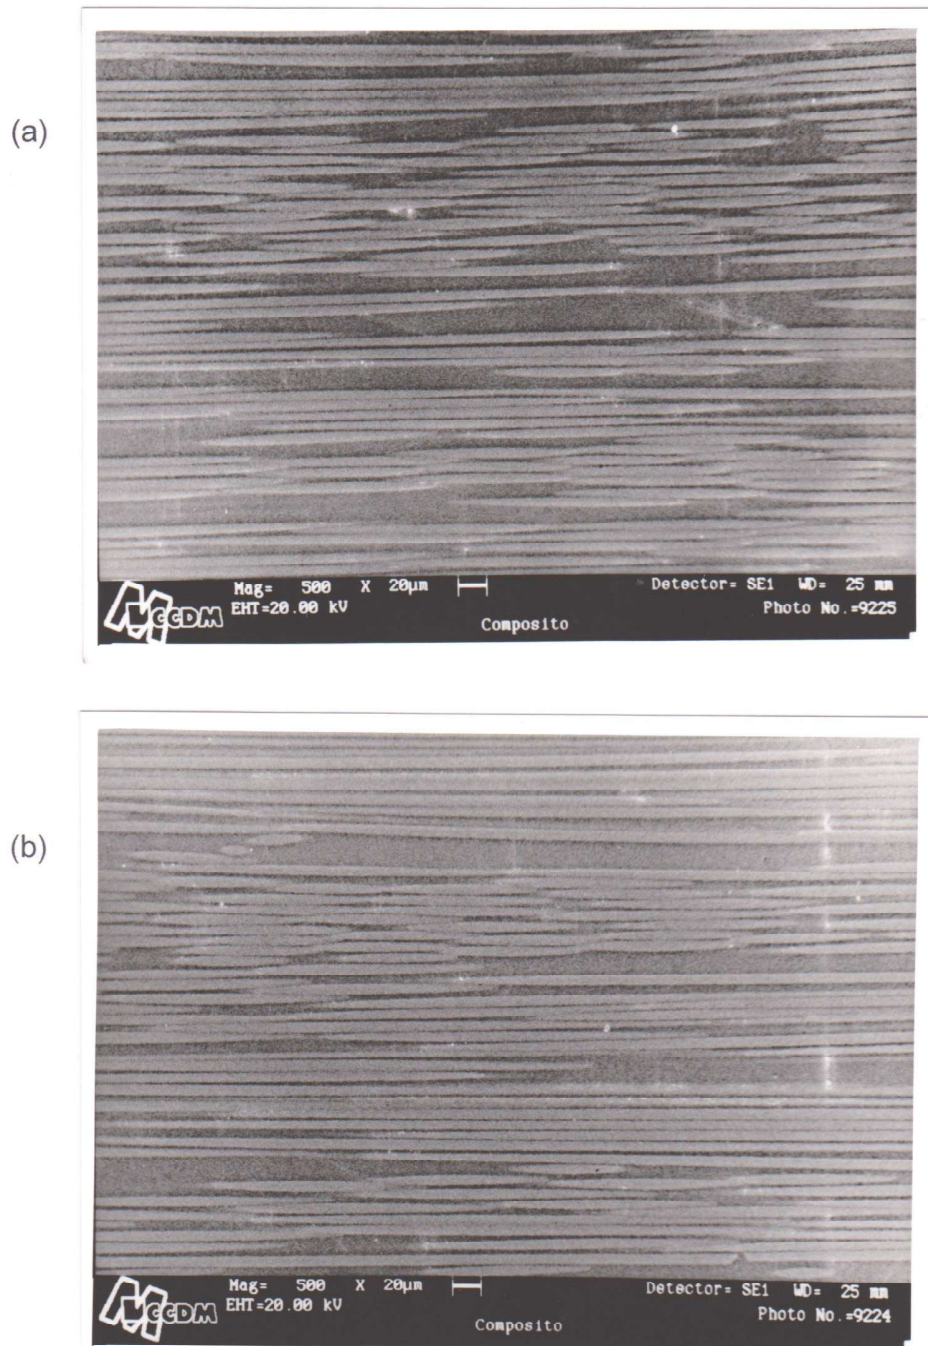 (a)
Mag= 500 X 20µm
Detector= SE1 WD= 25 mm
CCDM
EHT=20.00 kV
Photo No.=9225
Composito
(b)
Mag= 500 X 20µm
Detector= SE1 WD= 25 mm
CCDM
EHT=20.00 kV
Photo No.=9224
Composito